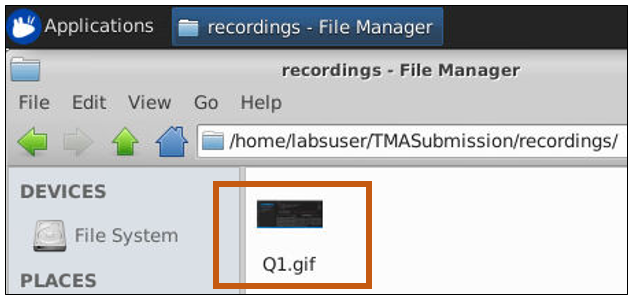 Applications recordings - File Manager
recordings - File Manager
File Edit View Go Help
/home/labsuser/TMASubmission/recordings/
DEVICES
File System
PLACES
Q1.gif